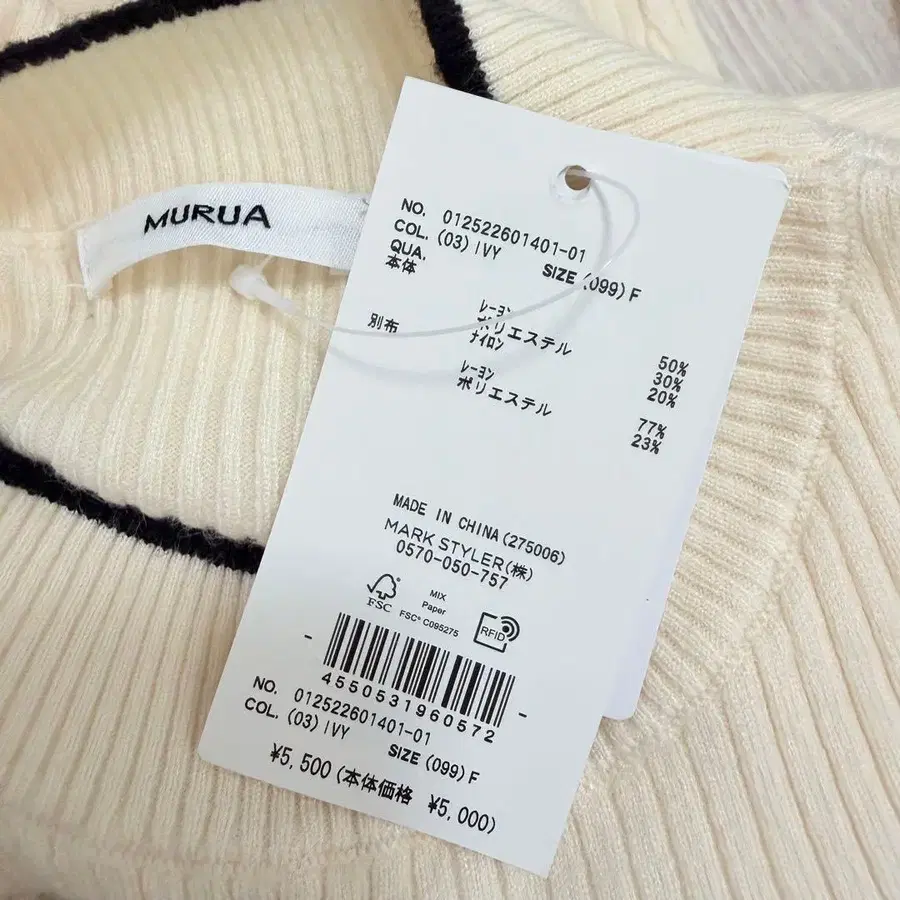 MURUA
NO. 012522601401-01
COL. (03) IVY SIZE (099) F
QUA.
本体
レーヨン 50%
ポリエステル 30%
ナイロン 20%
別布
レーヨン 77%
ポリエステル 23%
MADE IN CHINA (275006)
MARK STYLER(株)
0570-050-757
FSC
MIX
Paper
FSC® C095275
RFID
4550531960572
NO. 012522601401-01
COL. (03) IVY SIZE (099) F
¥5,500 (本体価格 ¥5,000)